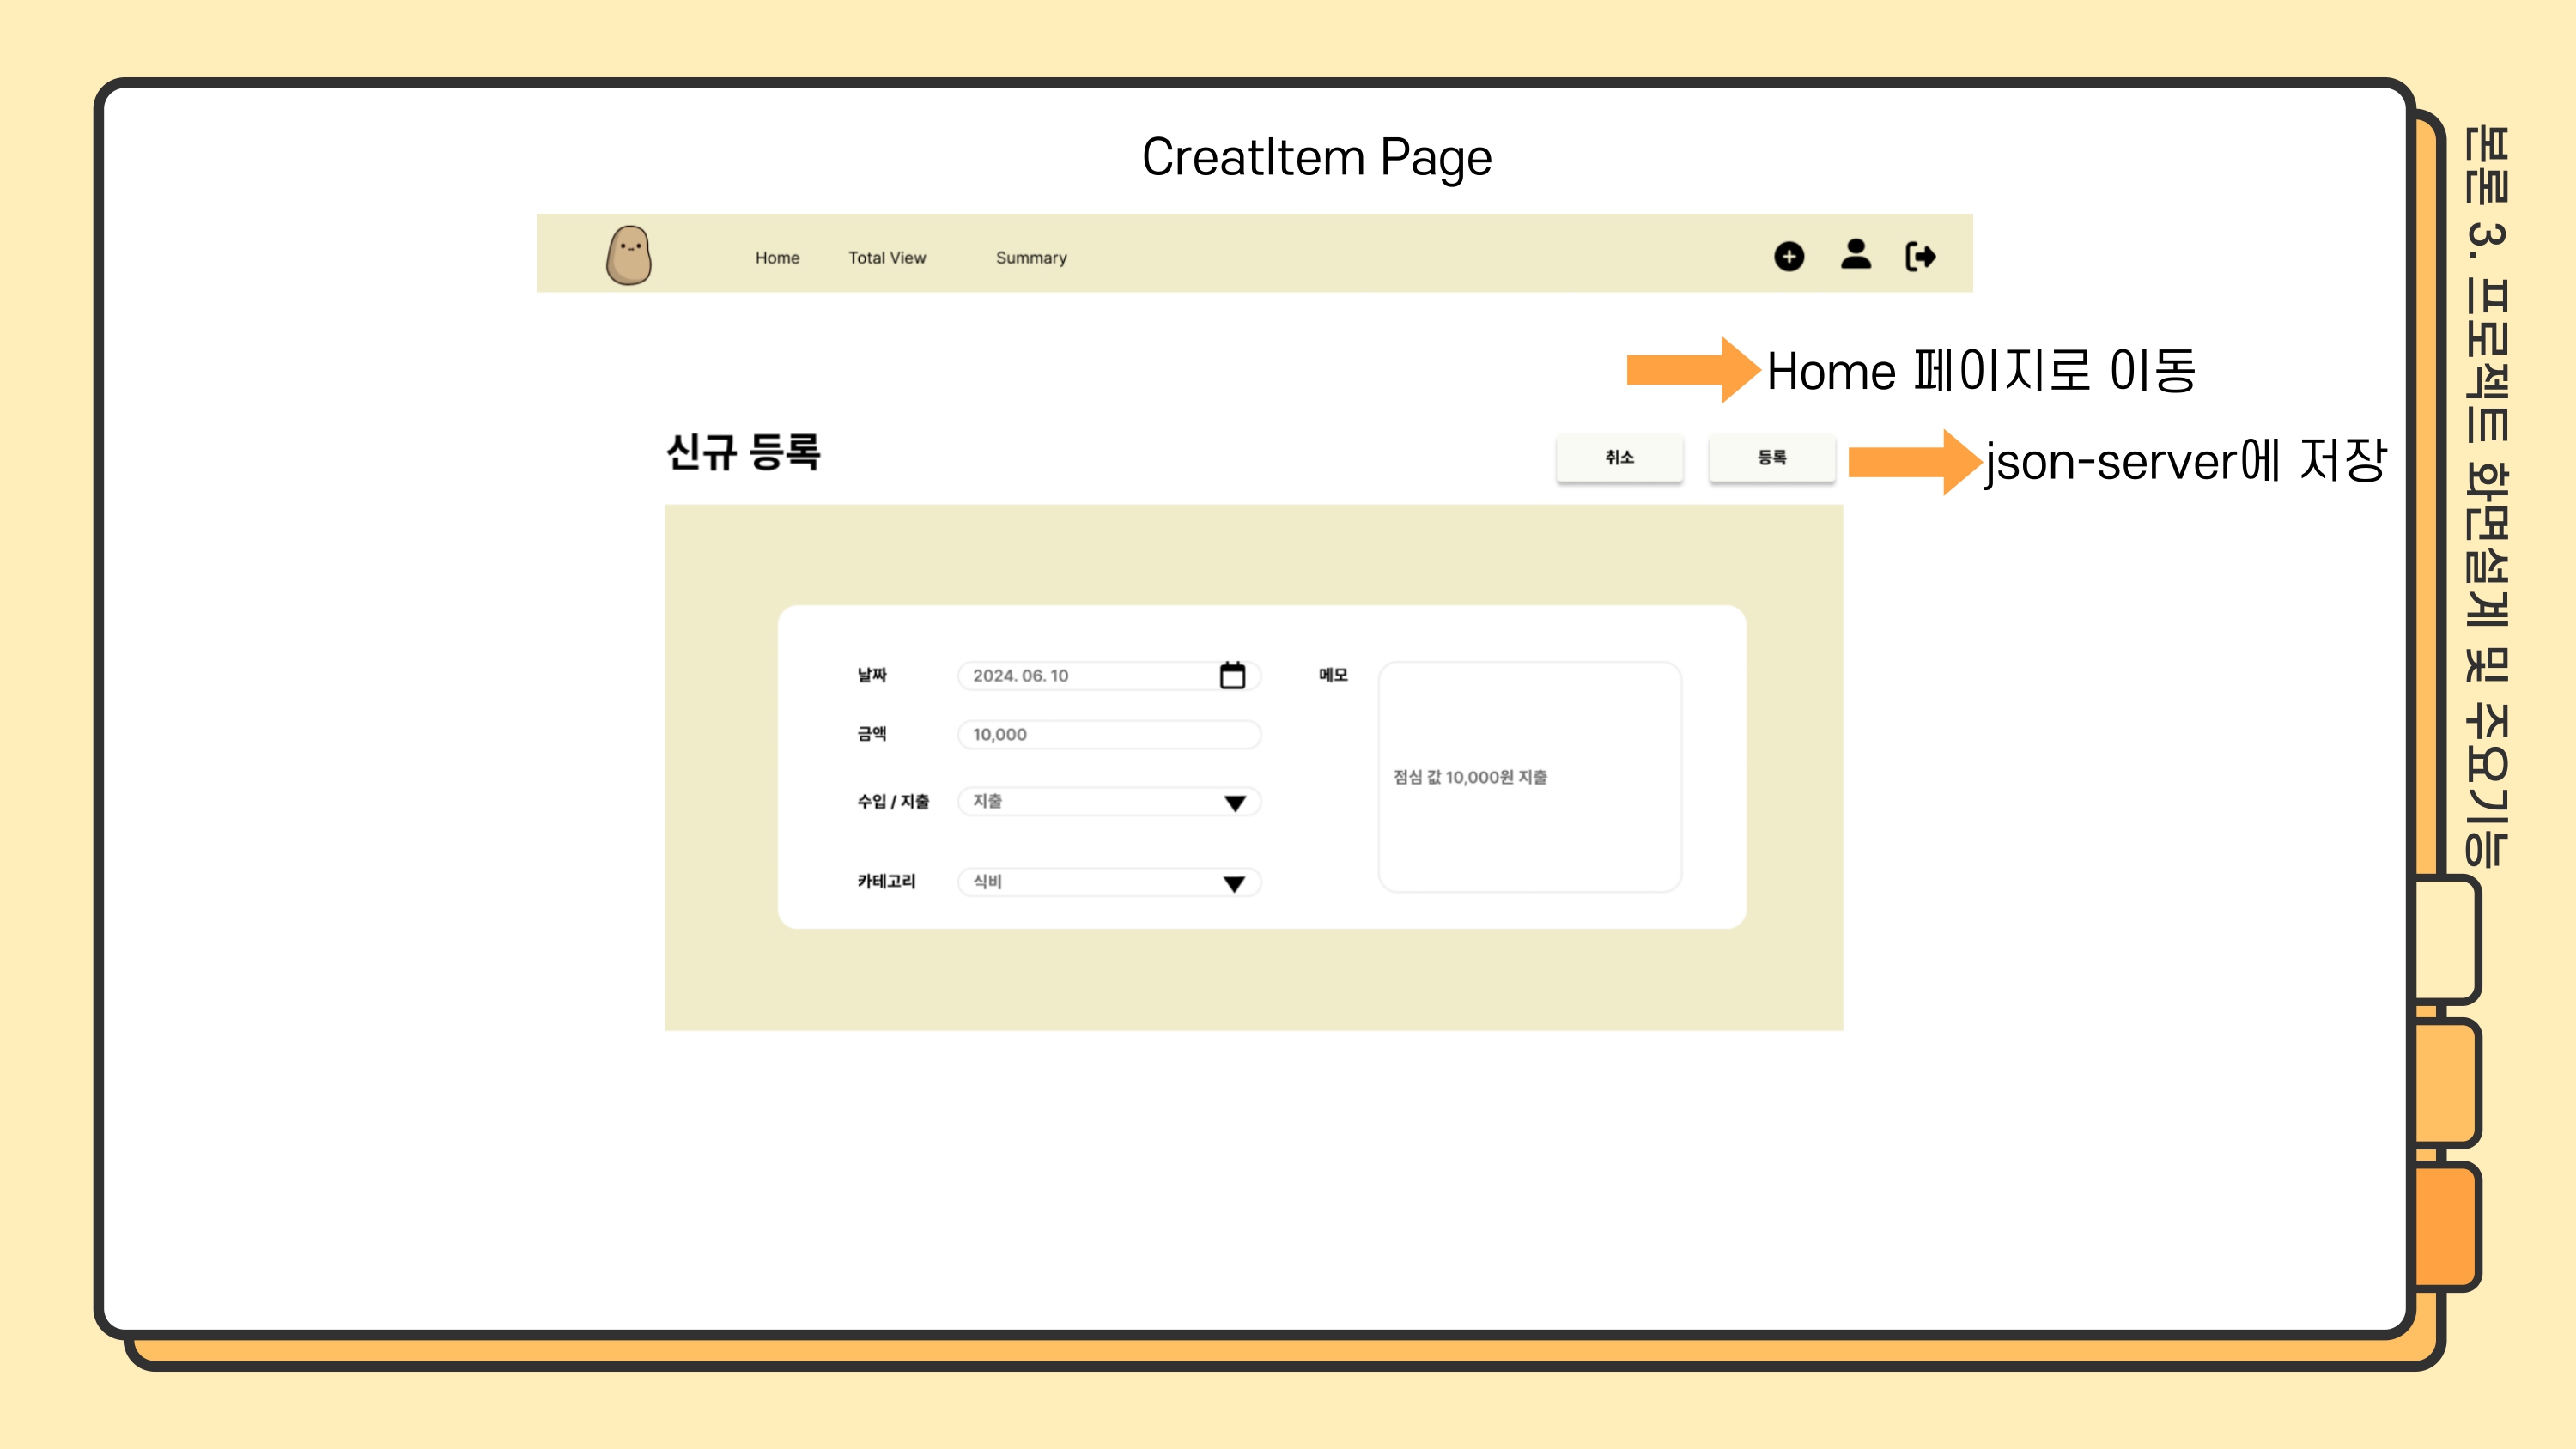 CreatItem Page
Home Total View Summary
Home 페이지로 이동
신규 등록
취소 등록
json-server에 저장
날짜 2024. 06. 10
금액 10,000
수입 / 지출 지출
카테고리 식비
메모
점심 값 10,000원 지출
본론 3. 프로젝트 화면설계 및 주요기능